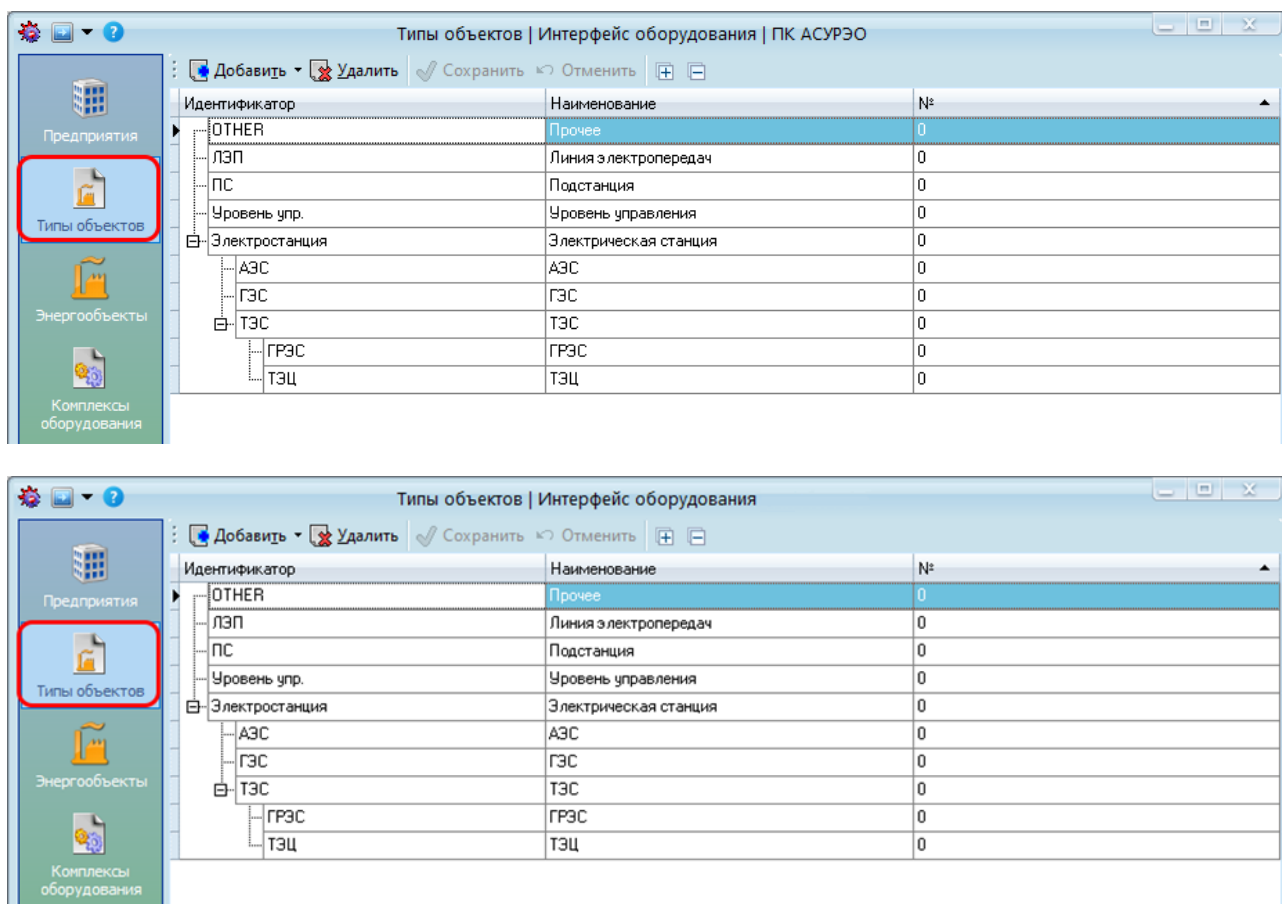 Типы объектов | Интерфейс оборудования | ПК АСУРЭО
Добавить Удалить Сохранить Отменить
Идентификатор Наименование №
Предприятия
OTHER Прочее 0
ЛЭП Линия электропередач 0
ПС Подстанция 0
Типы объектов
Уровень упр. Уровень управления 0
Электростанция Электрическая станция 0
АЭС АЭС 0
ГЭС ГЭС 0
Энергообъекты
ТЭС ТЭС 0
ГРЭС ГРЭС 0
ТЭЦ ТЭЦ 0
Комплексы
оборудования
Типы объектов | Интерфейс оборудования
Добавить Удалить Сохранить Отменить
Идентификатор Наименование №
Предприятия
OTHER Прочее 0
ЛЭП Линия электропередач 0
ПС Подстанция 0
Типы объектов
Уровень упр. Уровень управления 0
Электростанция Электрическая станция 0
АЭС АЭС 0
ГЭС ГЭС 0
Энергообъекты
ТЭС ТЭС 0
ГРЭС ГРЭС 0
ТЭЦ ТЭЦ 0
Комплексы
оборудования